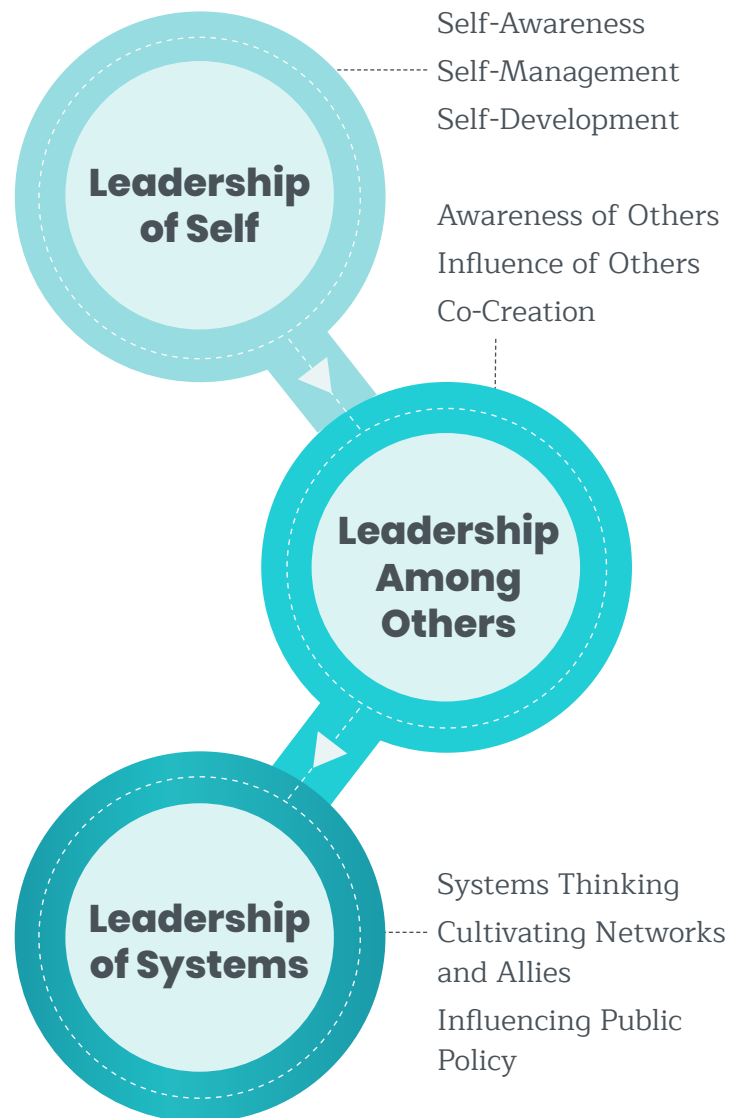 Self-Awareness
Self-Management
Self-Development
Leadership
of Self
Awareness of Others
Influence of Others
Co-Creation
Leadership
Among
Others
Leadership
of Systems
Systems Thinking
Cultivating Networks
and Allies
Influencing Public
Policy